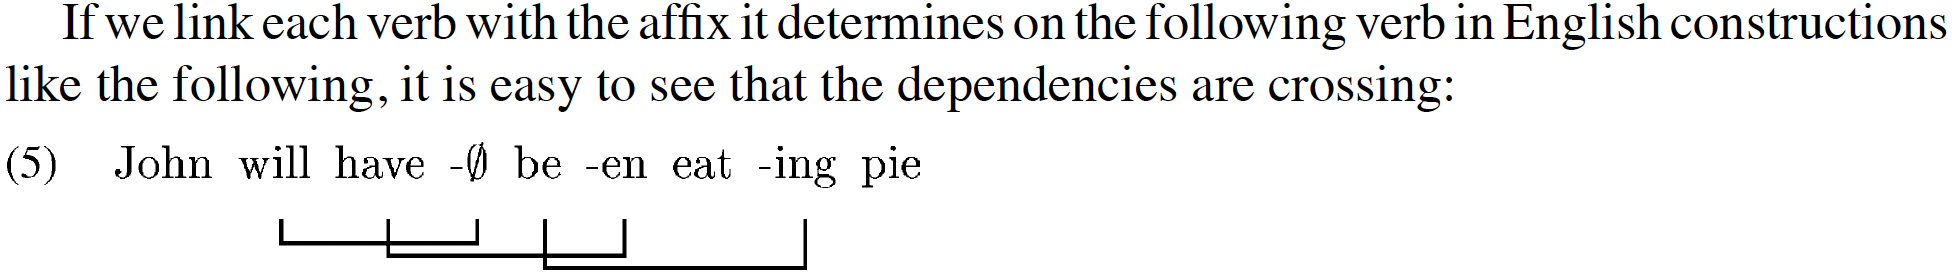 If we link each verb with the affix it determines on the following verb in English constructions
like the following, it is easy to see that the dependencies are crossing:
(5) John will have -∅ be -en eat -ing pie